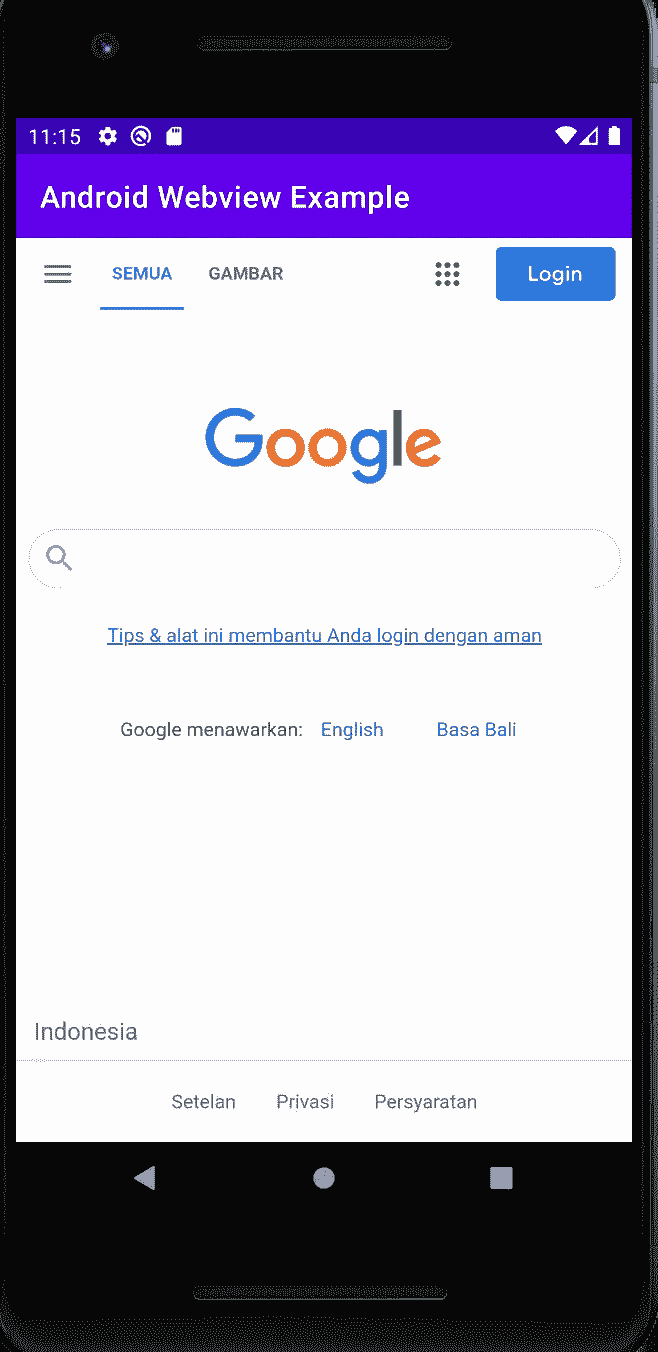 11:15
Android Webview Example
SEMUA GAMBAR Login
Google
Tips & alat ini membantu Anda login dengan aman
Google menawarkan: English Basa Bali
Indonesia
Setelan Privasi Persyaratan